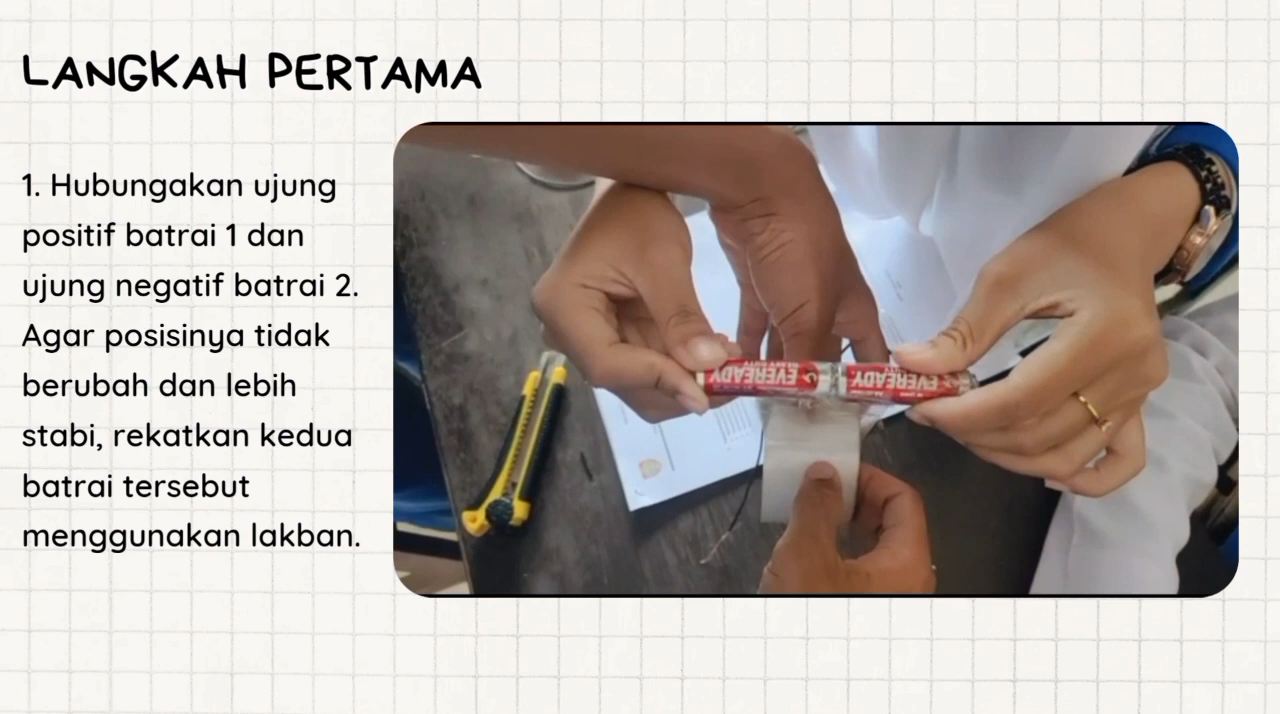 LANGKAH PERTAMA
1. Hubungakan ujung
positif batrai 1 dan
ujung negatif batrai 2.
Agar posisinya tidak
berubah dan lebih
stabi, rekatkan kedua
batrai tersebut
menggunakan lakban.
EVEREADY EVEREADY